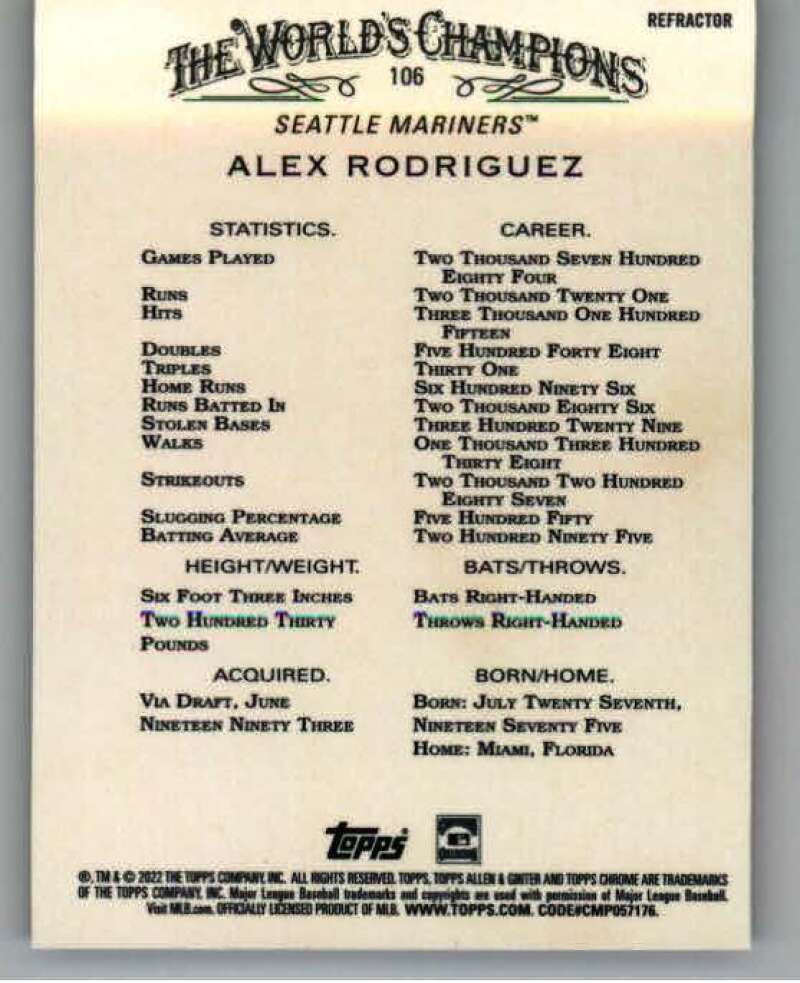 REFRACTOR
THE WORLD'S CHAMPIONS
106
SEATTLE MARINERS™
ALEX RODRIGUEZ
STATISTICS. CAREER.
GAMES PLAYED TWO THOUSAND SEVEN HUNDRED
EIGHTY FOUR
RUNS TWO THOUSAND TWENTY ONE
HITS THREE THOUSAND ONE HUNDRED
FIFTEEN
DOUBLES FIVE HUNDRED FORTY EIGHT
TRIPLES THIRTY ONE
HOME RUNS SIX HUNDRED NINETY SIX
RUNS BATTED IN TWO THOUSAND EIGHTY SIX
STOLEN BASES THREE HUNDRED TWENTY NINE
WALKS ONE THOUSAND THREE HUNDRED
THIRTY EIGHT
STRIKEOUTS TWO THOUSAND TWO HUNDRED
EIGHTY SEVEN
SLUGGING PERCENTAGE FIVE HUNDRED FIFTY
BATTING AVERAGE TWO HUNDRED NINETY FIVE
HEIGHT/WEIGHT. BATS/THROWS.
SIX FOOT THREE INCHES BATS RIGHT-HANDED
TWO HUNDRED THIRTY THROWS RIGHT-HANDED
POUNDS
ACQUIRED. BORN/HOME.
VIA DRAFT, JUNE BORN: JULY TWENTY SEVENTH,
NINETEEN NINETY THREE NINETEEN SEVENTY FIVE
HOME: MIAMI, FLORIDA
Topps
®, TM & © 2022 THE TOPPS COMPANY, INC. ALL RIGHTS RESERVED. TOPPS, TOPPS ALLEN & GINTER AND TOPPS CHROME ARE TRADEMARKS
OF THE TOPPS COMPANY, INC. Major League Baseball trademarks and copyrights are used with permission of Major League Baseball.
Visit MLB.com. OFFICIALLY LICENSED PRODUCT OF MLB. WWW.TOPPS.COM. CODE#CMP057176.